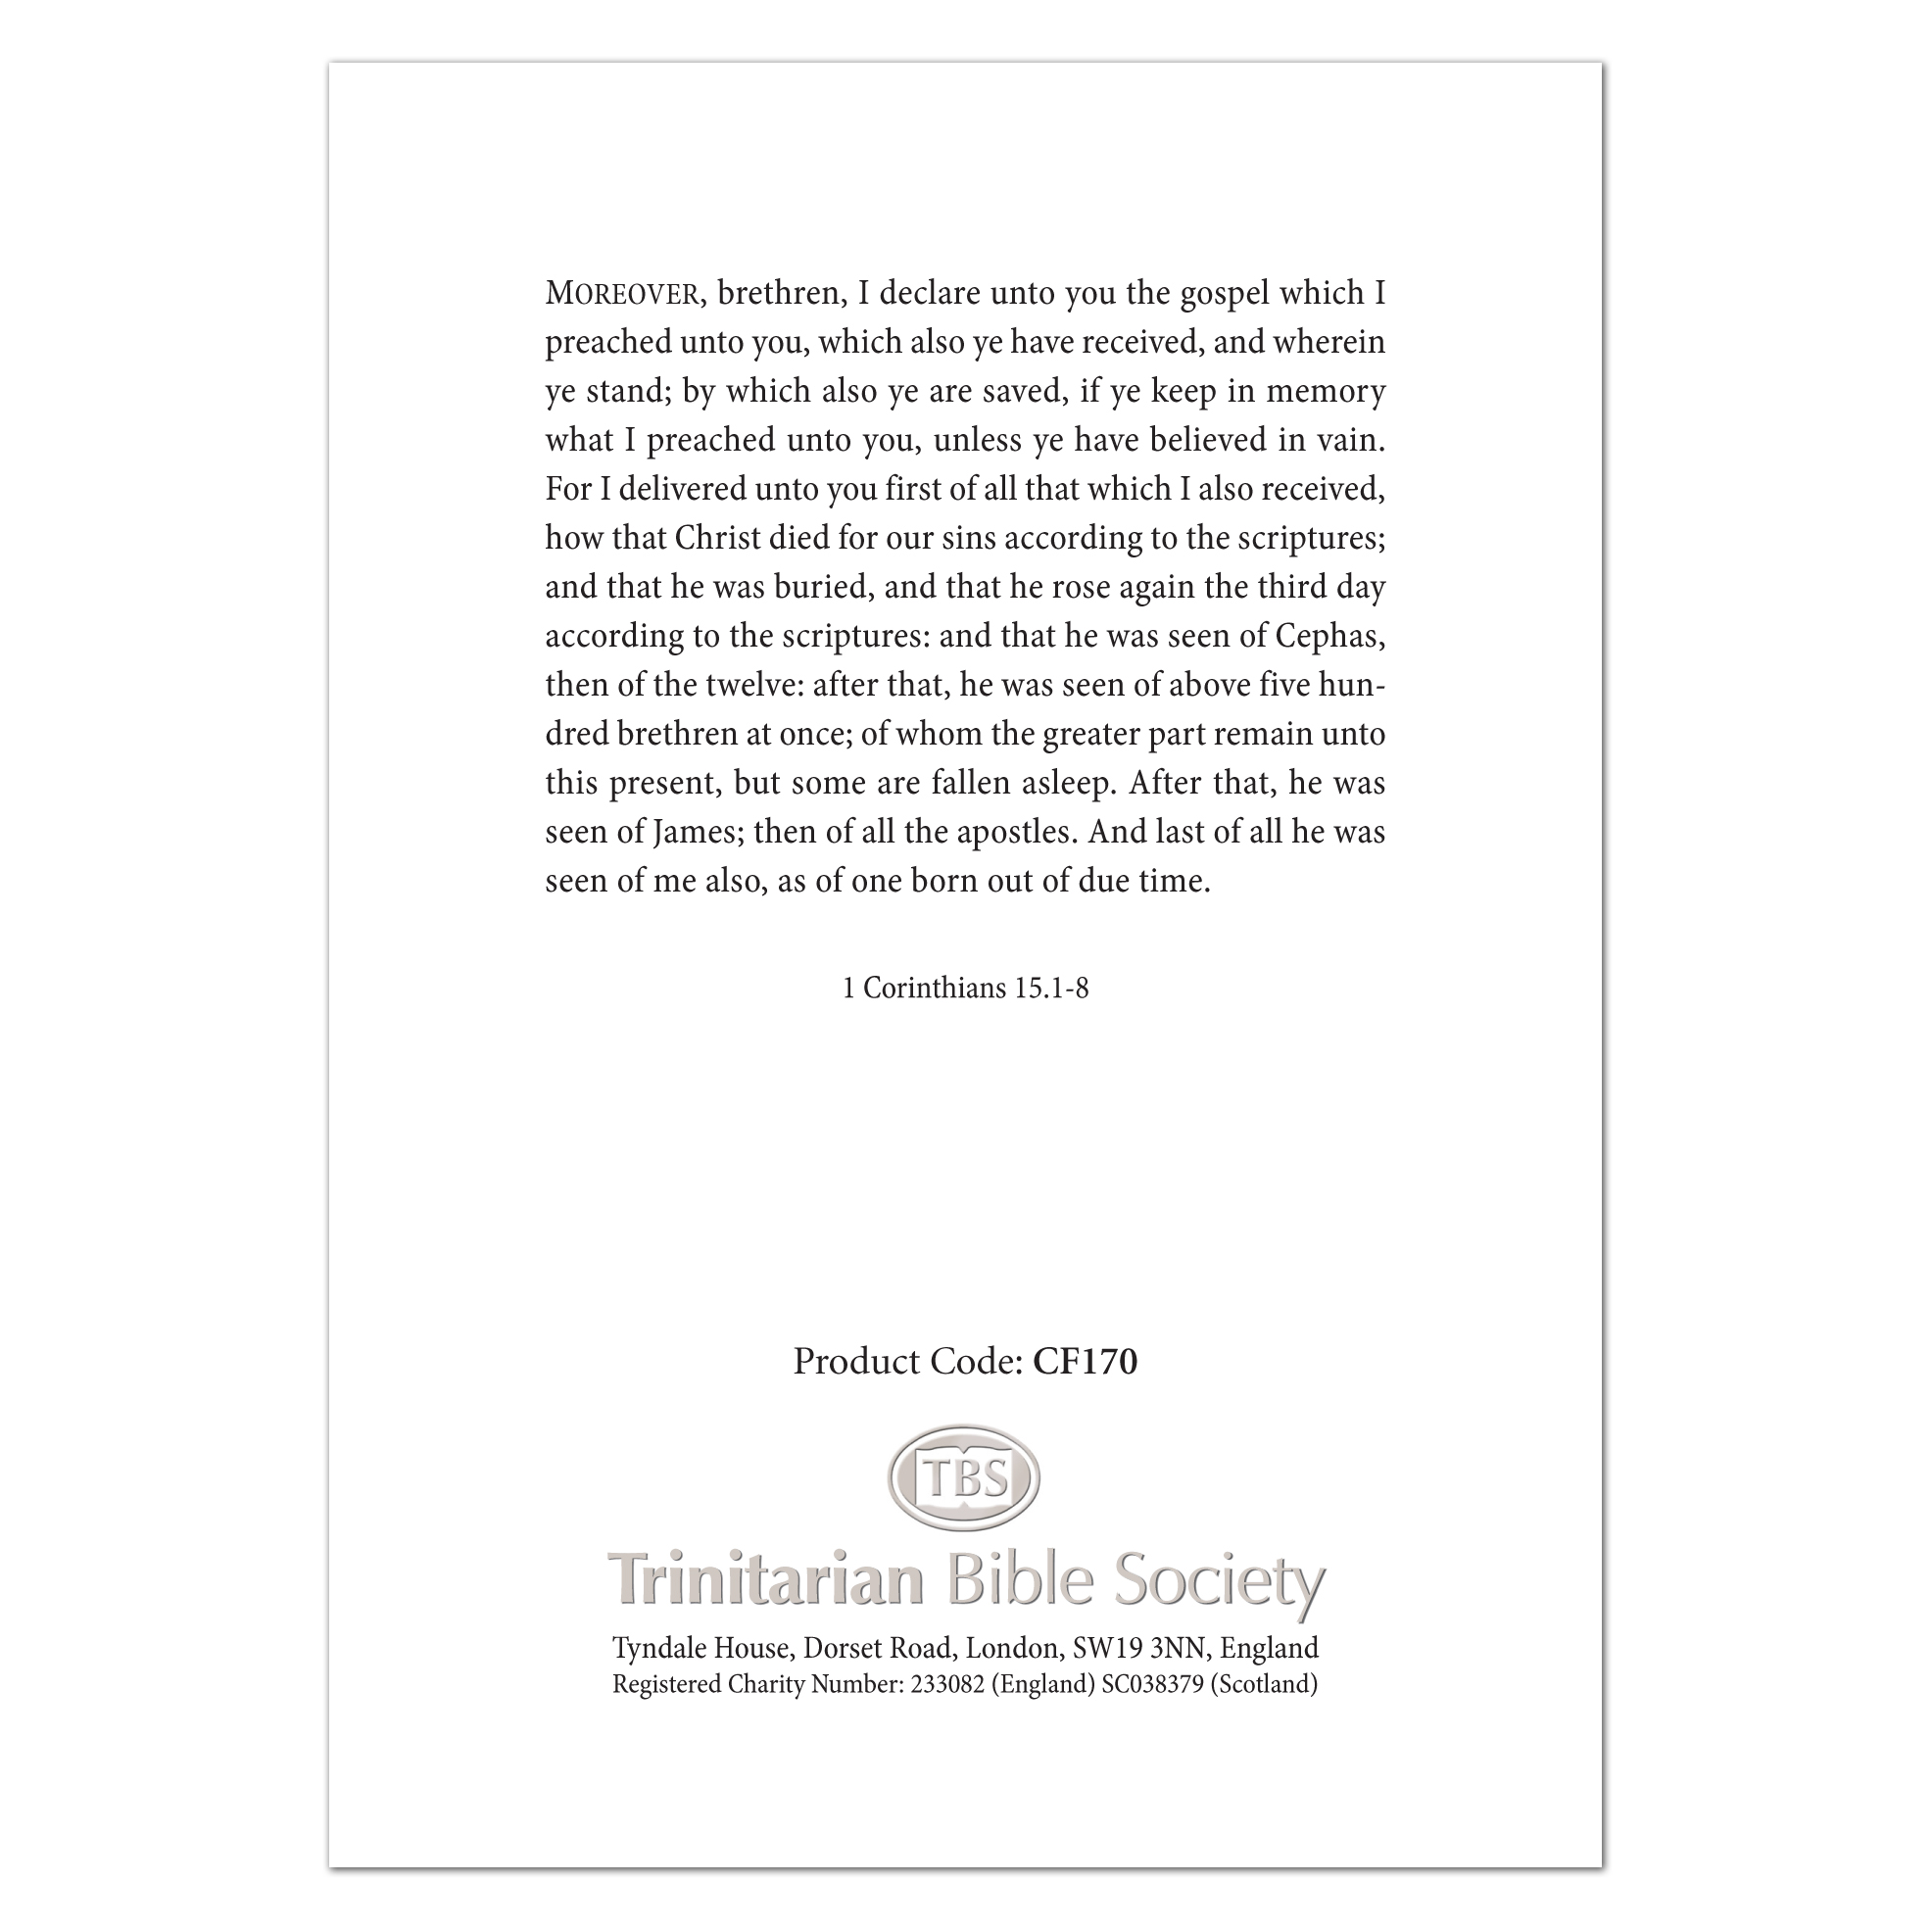 MOREOVER, brethren, I declare unto you the gospel which I
preached unto you, which also ye have received, and wherein
ye stand; by which also ye are saved, if ye keep in memory
what I preached unto you, unless ye have believed in vain.
For I delivered unto you first of all that which I also received,
how that Christ died for our sins according to the scriptures;
and that he was buried, and that he rose again the third day
according to the scriptures: and that he was seen of Cephas,
then of the twelve: after that, he was seen of above five hun-
dred brethren at once; of whom the greater part remain unto
this present, but some are fallen asleep. After that, he was
seen of James; then of all the apostles. And last of all he was
seen of me also, as of one born out of due time.
1 Corinthians 15.1-8
Product Code: CF170
TBS
Trinitarian Bible Society
Tyndale House, Dorset Road, London, SW19 3NN, England
Registered Charity Number: 233082 (England) SC038379 (Scotland)